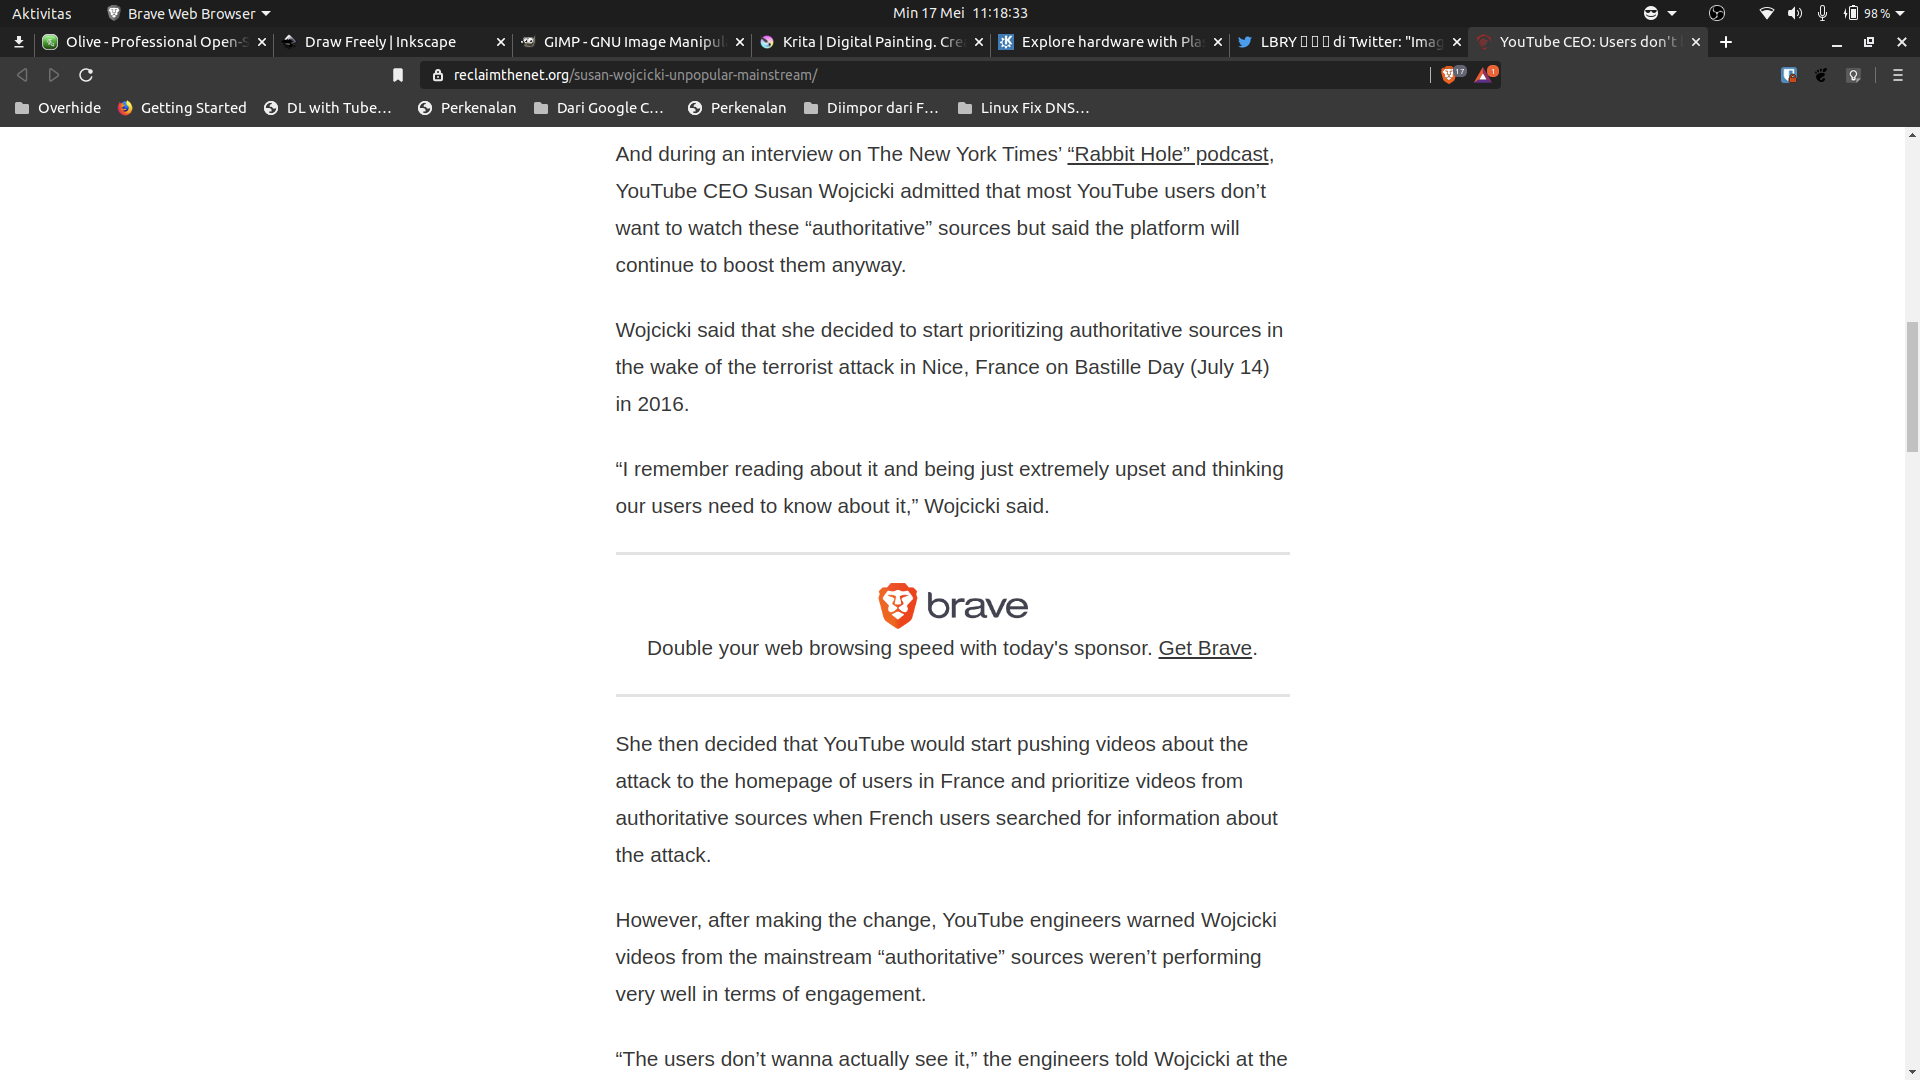 Aktivitas
Brave Web Browser
Min 17 Mei 11:18:33
98 %
Olive - Professional Open-S
Draw Freely | Inkscape
GIMP - GNU Image Manipul
Krita | Digital Painting. Cre
Explore hardware with Pla
LBRY di Twitter: "Imag
YouTube CEO: Users don't
reclaimthenet.org/susan-wojcicki-unpopular-mainstream/
17
1
Overhide
Getting Started
DL with Tube...
Perkenalan
Dari Google C...
Perkenalan
Diimpor dari F...
Linux Fix DNS...
And during an interview on The New York Times’ “Rabbit Hole” podcast,
YouTube CEO Susan Wojcicki admitted that most YouTube users don’t
want to watch these “authoritative” sources but said the platform will
continue to boost them anyway.
Wojcicki said that she decided to start prioritizing authoritative sources in
the wake of the terrorist attack in Nice, France on Bastille Day (July 14)
in 2016.
“I remember reading about it and being just extremely upset and thinking
our users need to know about it,” Wojcicki said.
brave
Double your web browsing speed with today's sponsor. Get Brave.
She then decided that YouTube would start pushing videos about the
attack to the homepage of users in France and prioritize videos from
authoritative sources when French users searched for information about
the attack.
However, after making the change, YouTube engineers warned Wojcicki
videos from the mainstream “authoritative” sources weren’t performing
very well in terms of engagement.
“The users don’t wanna actually see it,” the engineers told Wojcicki at the